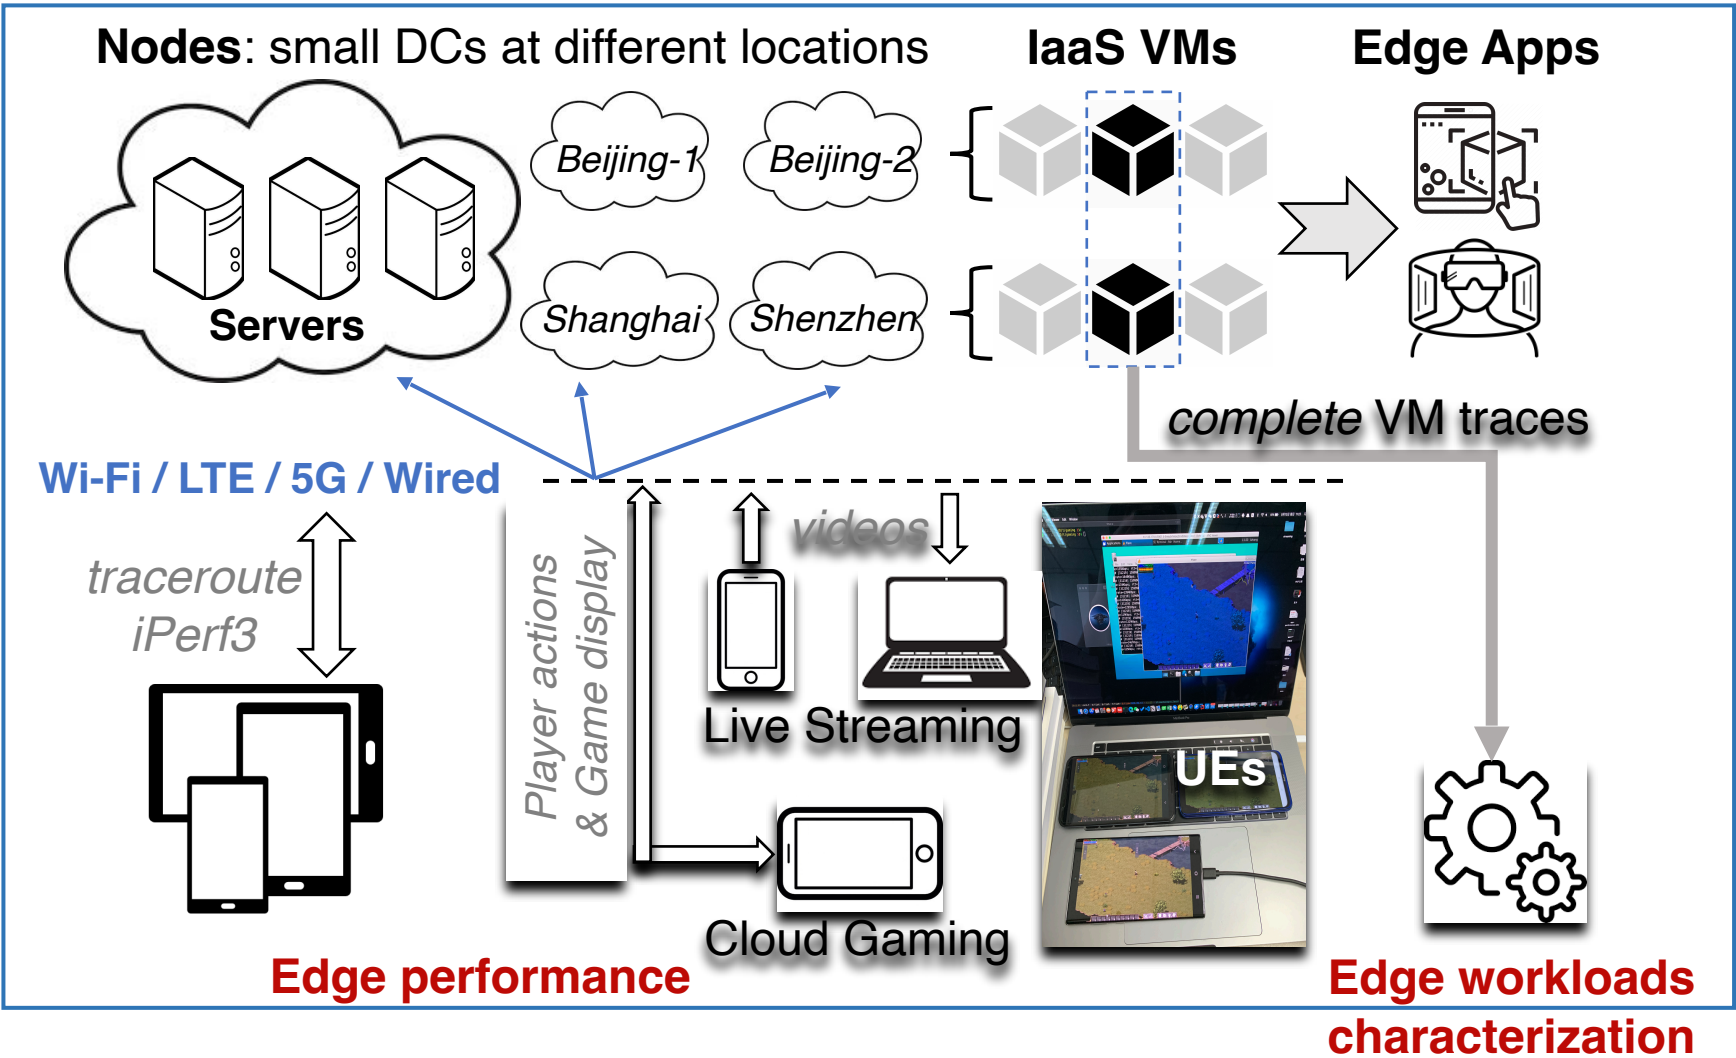 Nodes: small DCs at different locations
IaaS VMs
Edge Apps
Beijing-1
Beijing-2
Servers
Shanghai
Shenzhen
complete VM traces
Wi-Fi / LTE / 5G / Wired
traceroute
iPerf3
Player actions
& Game display
videos
Live Streaming
UEs
Cloud Gaming
Edge performance
Edge workloads
characterization